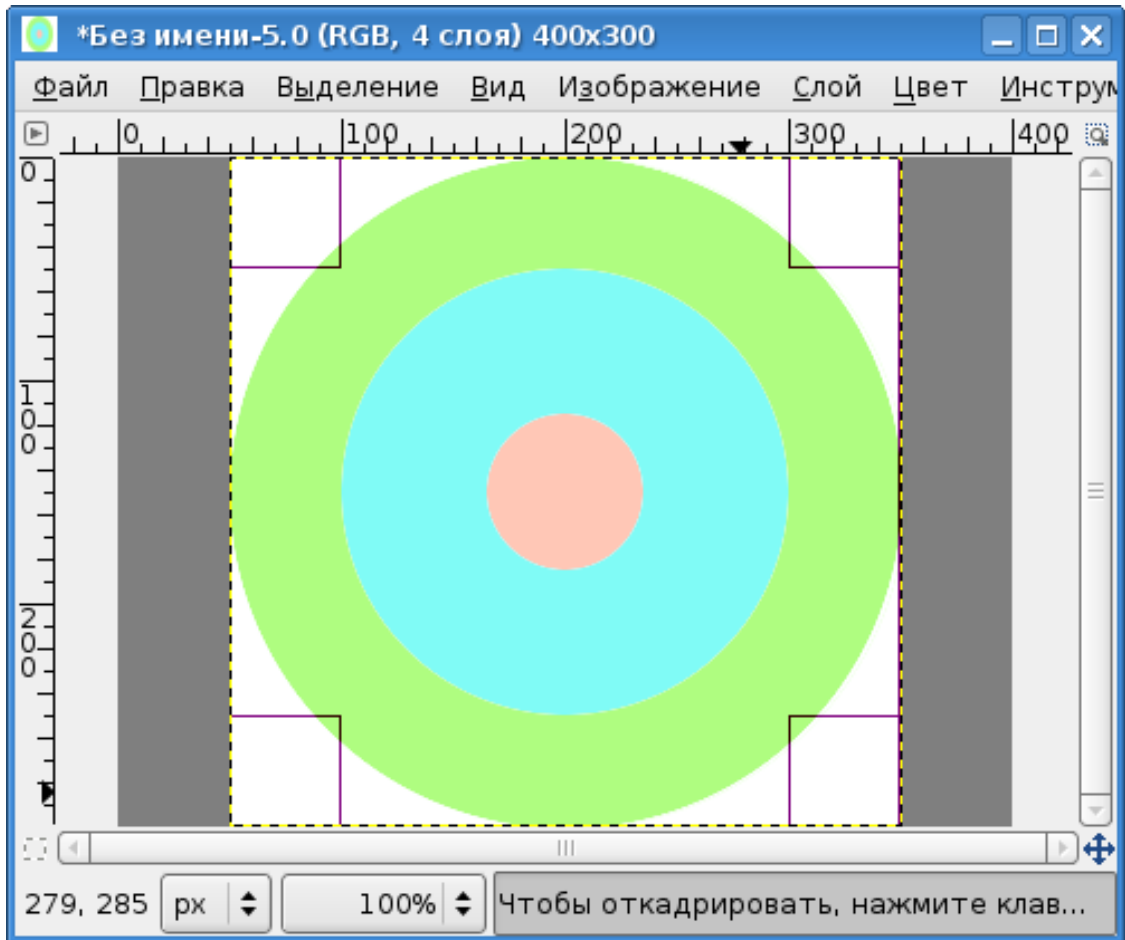 *Без имени-5.0 (RGB, 4 слоя) 400x300
Файл Правка Выделение Вид Изображение Слой Цвет Инструм
0 100 200 300 400
0
100
200
279, 285 px 100% Чтобы откадрировать, нажмите клав...